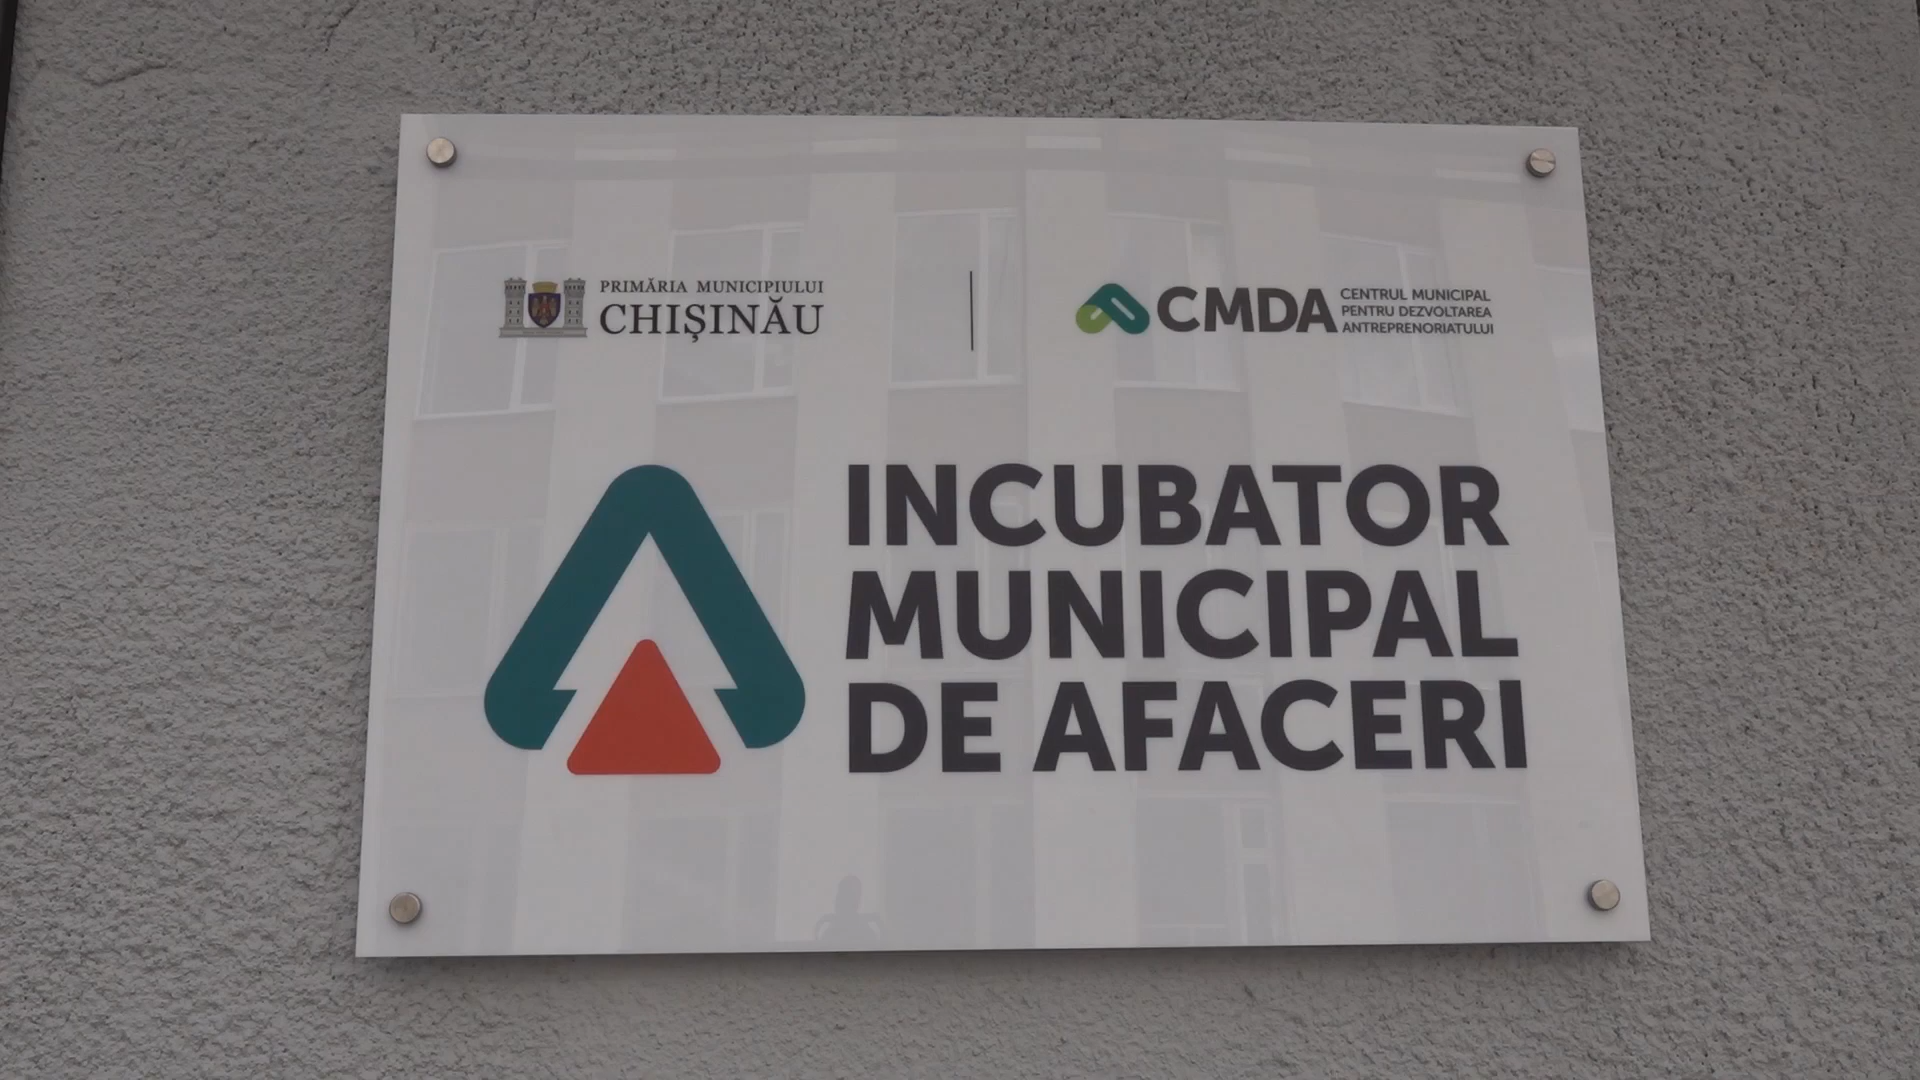 PRIMĂRIA MUNICIPIULUI
CHIȘINĂU
CMDA
CENTRUL MUNICIPAL
PENTRU DEZVOLTAREA
ANTREPRENORIATULUI
INCUBATOR
MUNICIPAL
DE AFACERI